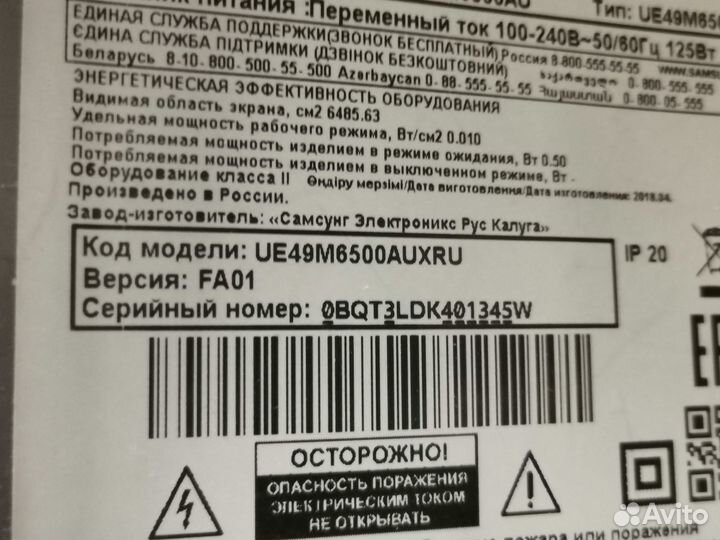 питания :Переменный ток 100-240В~50/60Гц 125Вт
Тип: UE49M65
ЕДИНАЯ СЛУЖБА ПОДДЕРЖКИ(ЗВОНОК БЕСПЛАТНЫЙ)Россия 8-800-555-55-55
ЄДИНА СЛУЖБА ПІДТРИМКИ (ДЗВІНОК БЕЗКОШТОВНИЙ)
Беларусь 8-10-800-500-55-500 Azərbaycan 0-88-555-55-55 Հայաստան 0-800-05-555
ЭНЕРГЕТИЧЕСКАЯ ЭФФЕКТИВНОСТЬ ОБОРУДОВАНИЯ
Видимая область экрана, см2 6485.63
Удельная мощность рабочего режима, Вт/см2 0.010
Потребляемая мощность изделием в режиме ожидания, Вт 0.50
Потребляемая мощность изделием в выключенном режиме, Вт -
Оборудование класса II Өндіру мерзімі/Дата виготовлення/Дата изготовления: 2018.04.
Произведено в России.
Завод-изготовитель: «Самсунг Электроникс Рус Калуга»
Код модели: UE49M6500AUXRU
IP 20
Версия: FA01
Серийный номер: 0BQT3LDK401345W
ОСТОРОЖНО!
ОПАСНОСТЬ ПОРАЖЕНИЯ
ЭЛЕКТРИЧЕСКИМ ТОКОМ
НЕ ОТКРЫВАТЬ
пожара или поражения
Avito